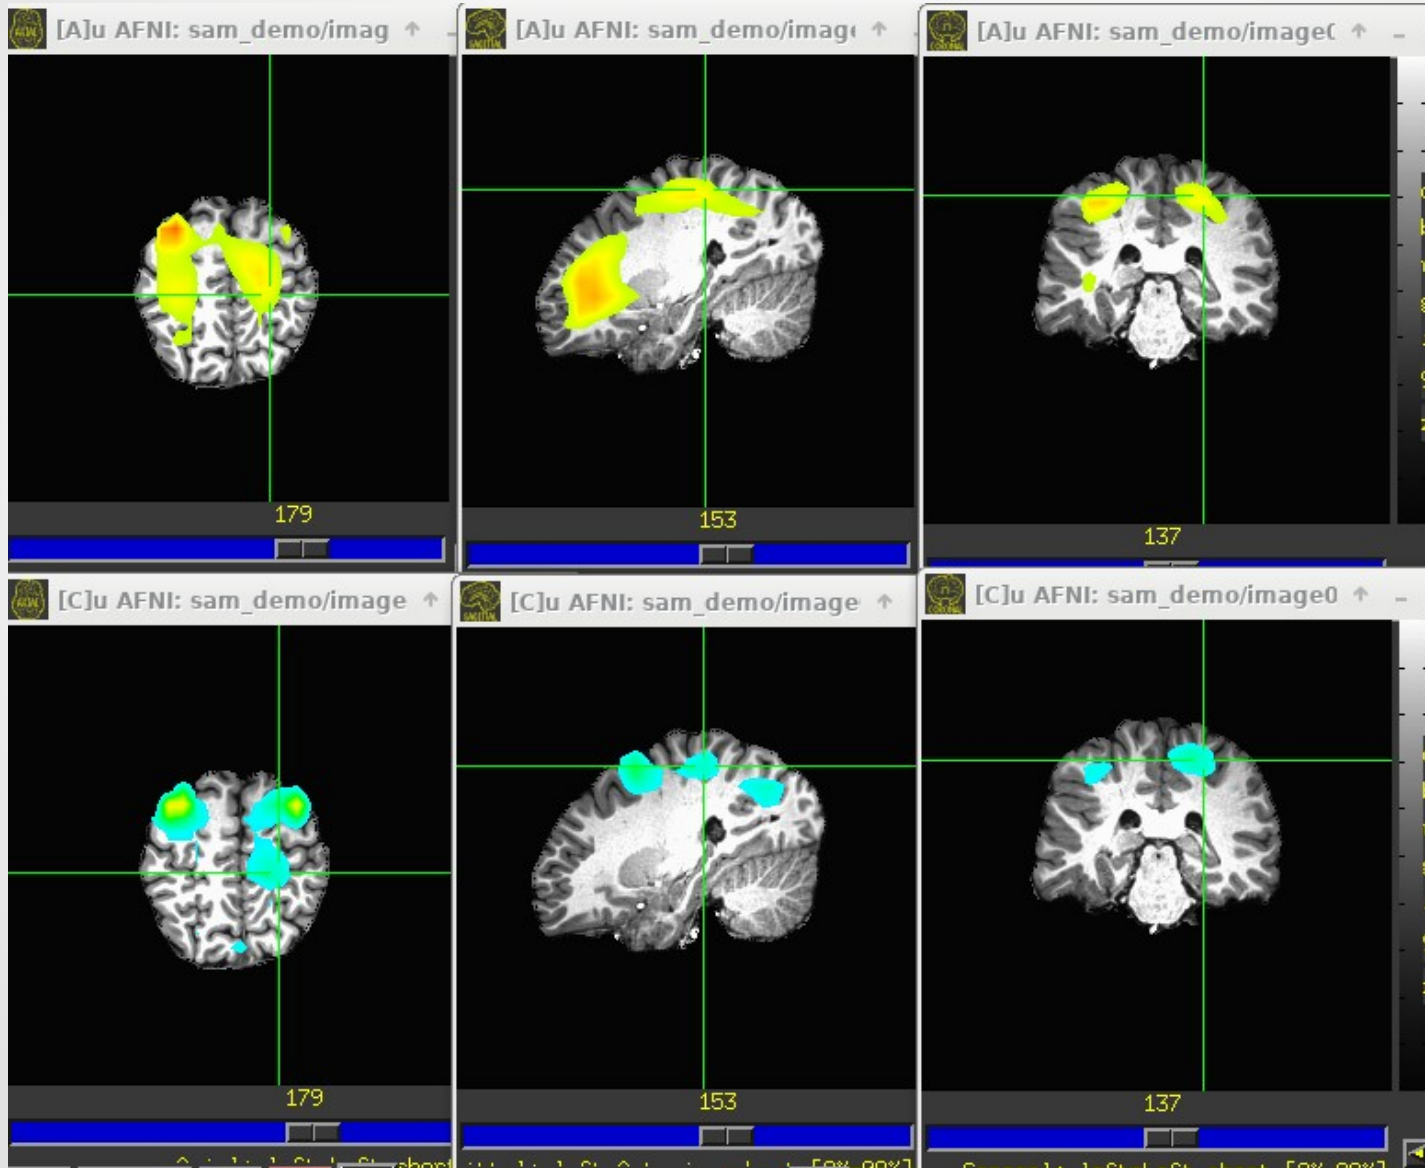 [A]u AFNI: sam_demo/imag
[A]u AFNI: sam_demo/image
[A]u AFNI: sam_demo/image(
179
153
137
[C]u AFNI: sam_demo/image
[C]u AFNI: sam_demo/image
[C]u AFNI: sam_demo/image0
179
153
137